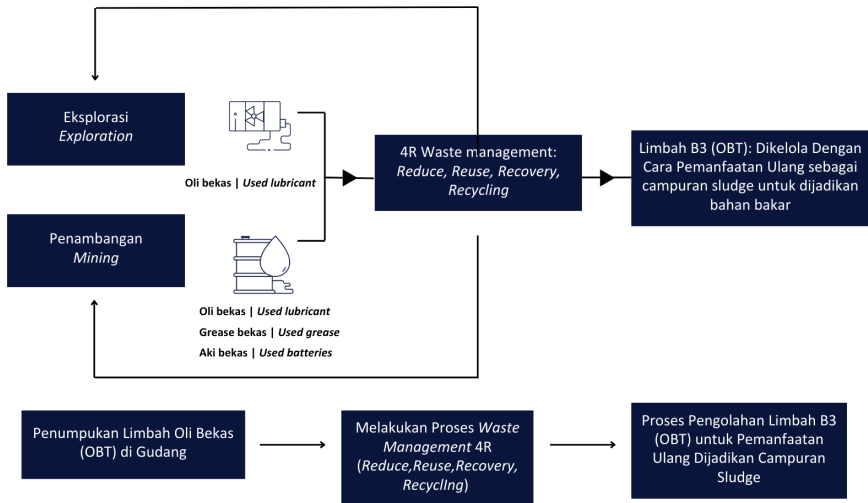 Eksplorasi
Exploration
Oli bekas | Used lubricant
4R Waste management:
Reduce, Reuse, Recovery,
Recycling
Limbah B3 (OBT): Dikelola Dengan
Cara Pemanfaatan Ulang sebagai
campuran sludge untuk dijadikan
bahan bakar
Penambangan
Mining
Oli bekas | Used lubricant
Grease bekas | Used grease
Aki bekas | Used batteries
Penumpukan Limbah Oli Bekas
(OBT) di Gudang
Melakukan Proses Waste
Management 4R
(Reduce,Reuse,Recovery,
RecyclIng)
Proses Pengolahan Limbah B3
(OBT) untuk Pemanfaatan
Ulang Dijadikan Campuran
Sludge